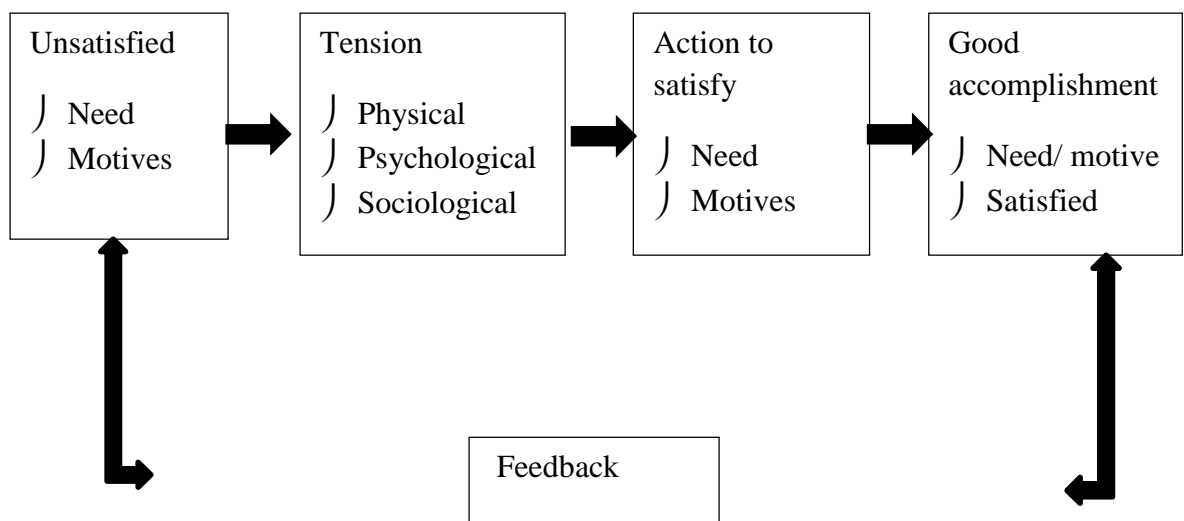 Unsatisfied
Need
Motives
Tension
Physical
Psychological
Sociological
Action to
satisfy
Need
Motives
Good
accomplishment
Need/ motive
Satisfied
Feedback